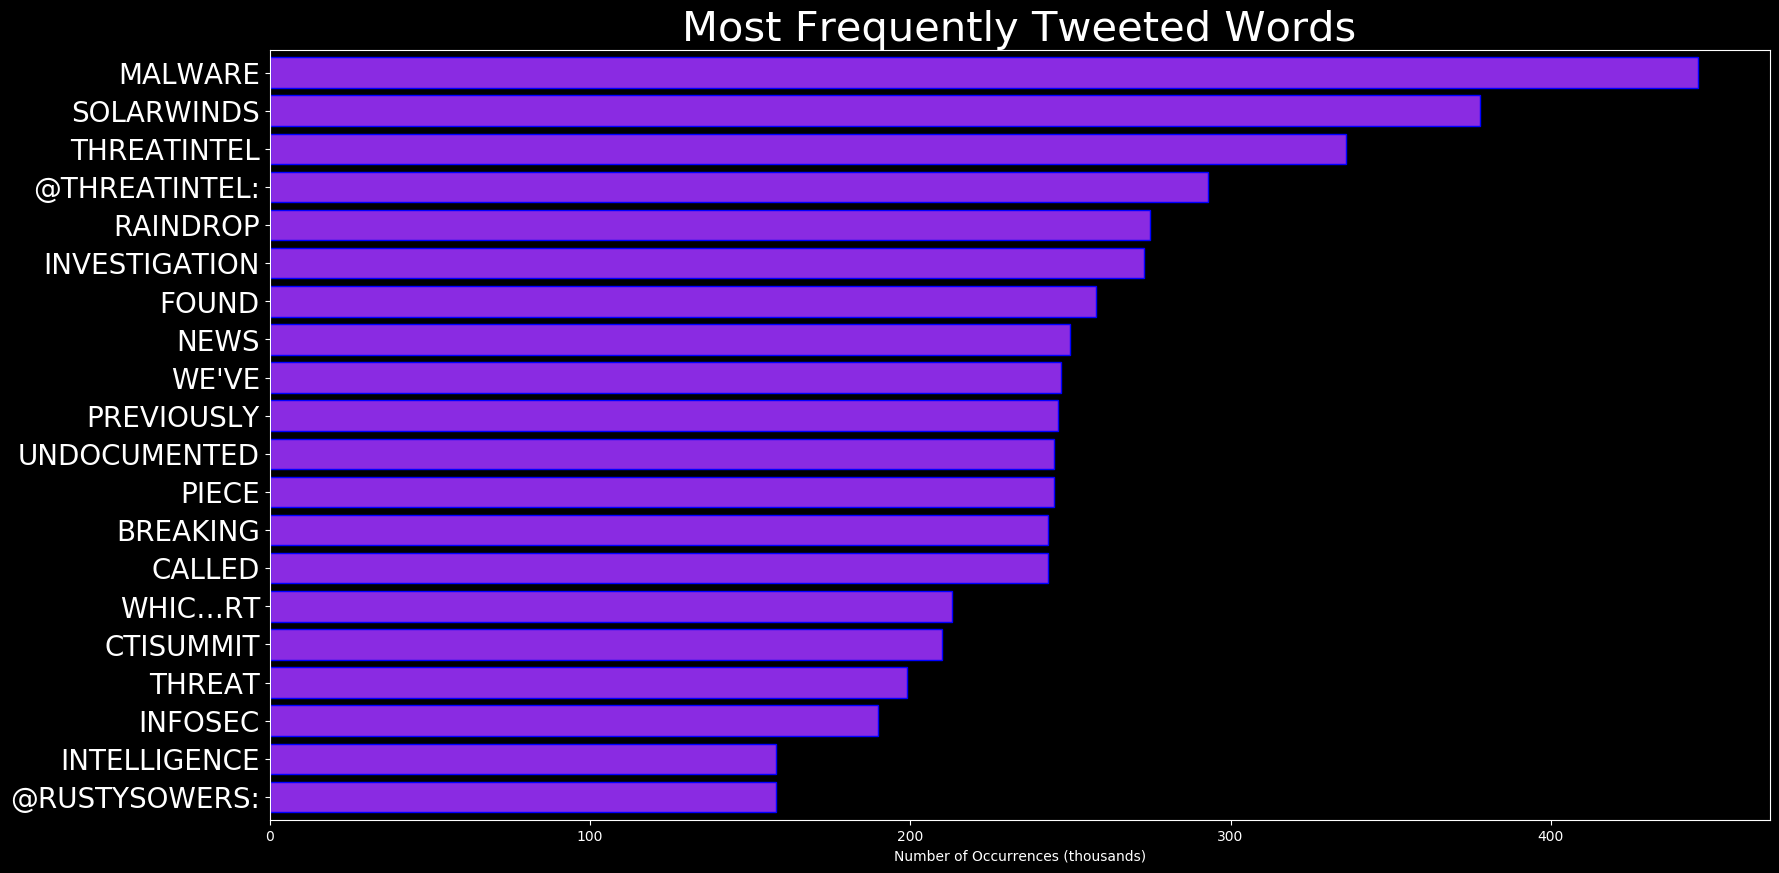 Most Frequently Tweeted Words
MALWARE
SOLARWINDS
THREATINTEL
@THREATINTEL:
RAINDROP
INVESTIGATION
FOUND
NEWS
WE'VE
PREVIOUSLY
UNDOCUMENTED
PIECE
BREAKING
CALLED
WHIC…RT
CTISUMMIT
THREAT
INFOSEC
INTELLIGENCE
@RUSTYSOWERS:
0 100 200 300 400
Number of Occurrences (thousands)